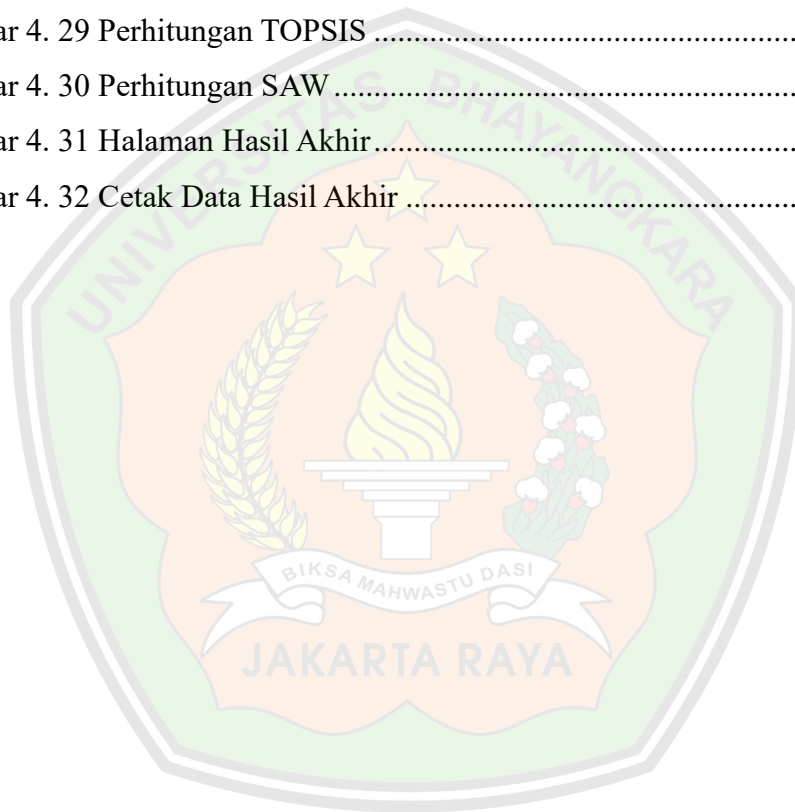 ar 4. 29 Perhitungan TOPSIS ....................................................
ar 4. 30 Perhitungan SAW.........................................................
ar 4. 31 Halaman Hasil Akhir....................................................
ar 4. 32 Cetak Data Hasil Akhir ................................................
UNIVERSITAS BHAYANGKARA
BIKSA MAHWASTU DASI
JAKARTA RAYA